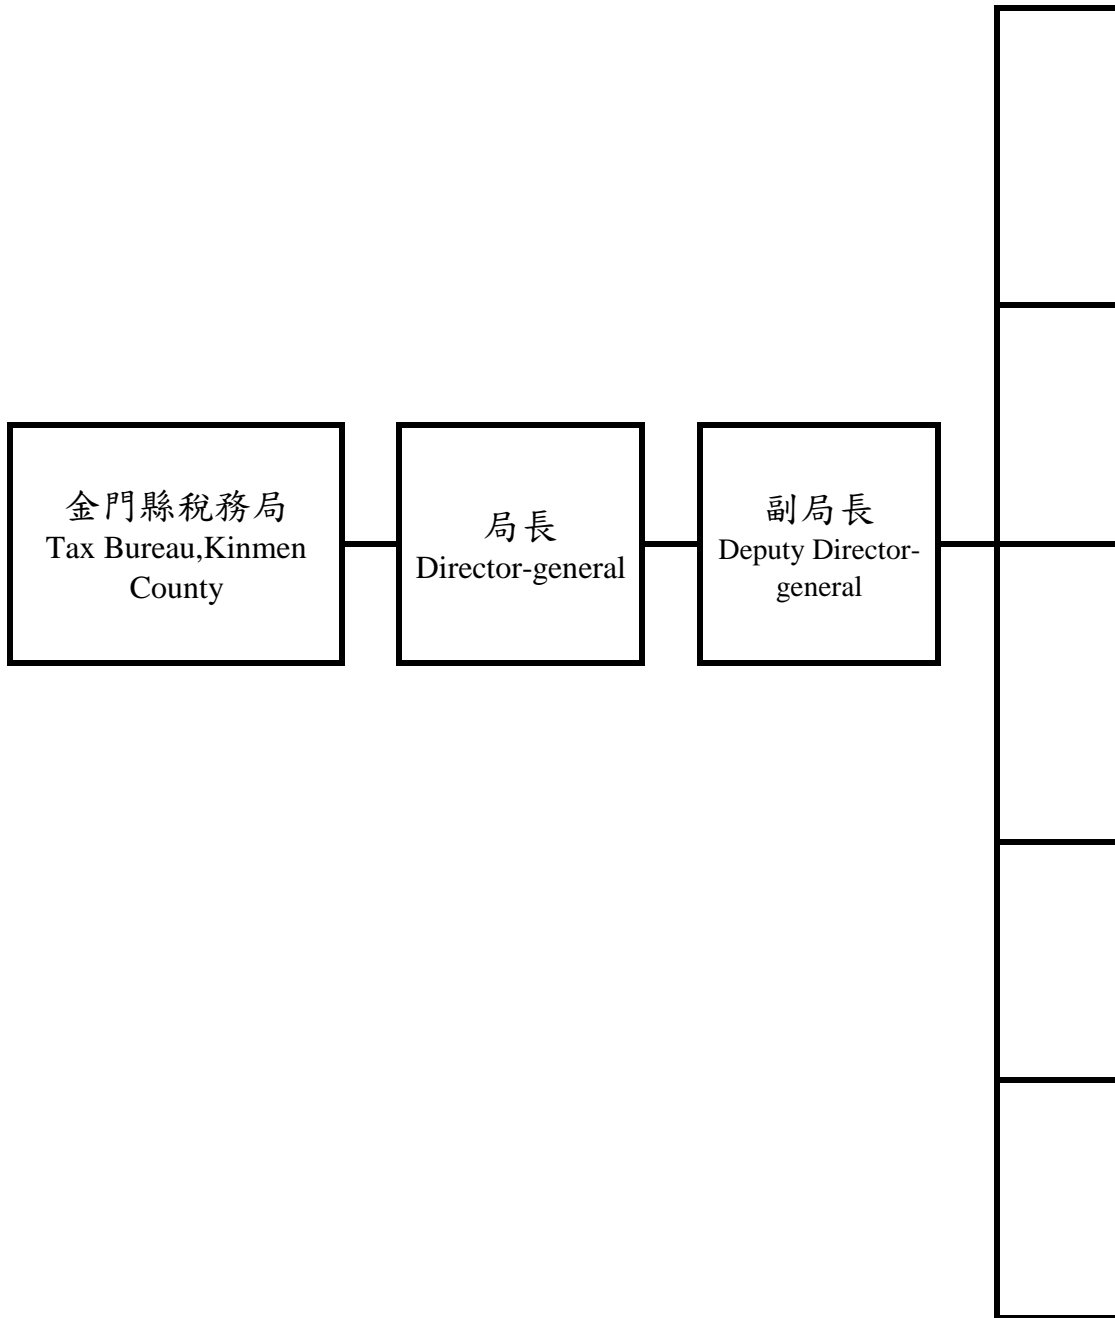 金門縣稅務局
Tax Bureau,Kinmen
County
局長
Director-general
副局長
Deputy Director-
general